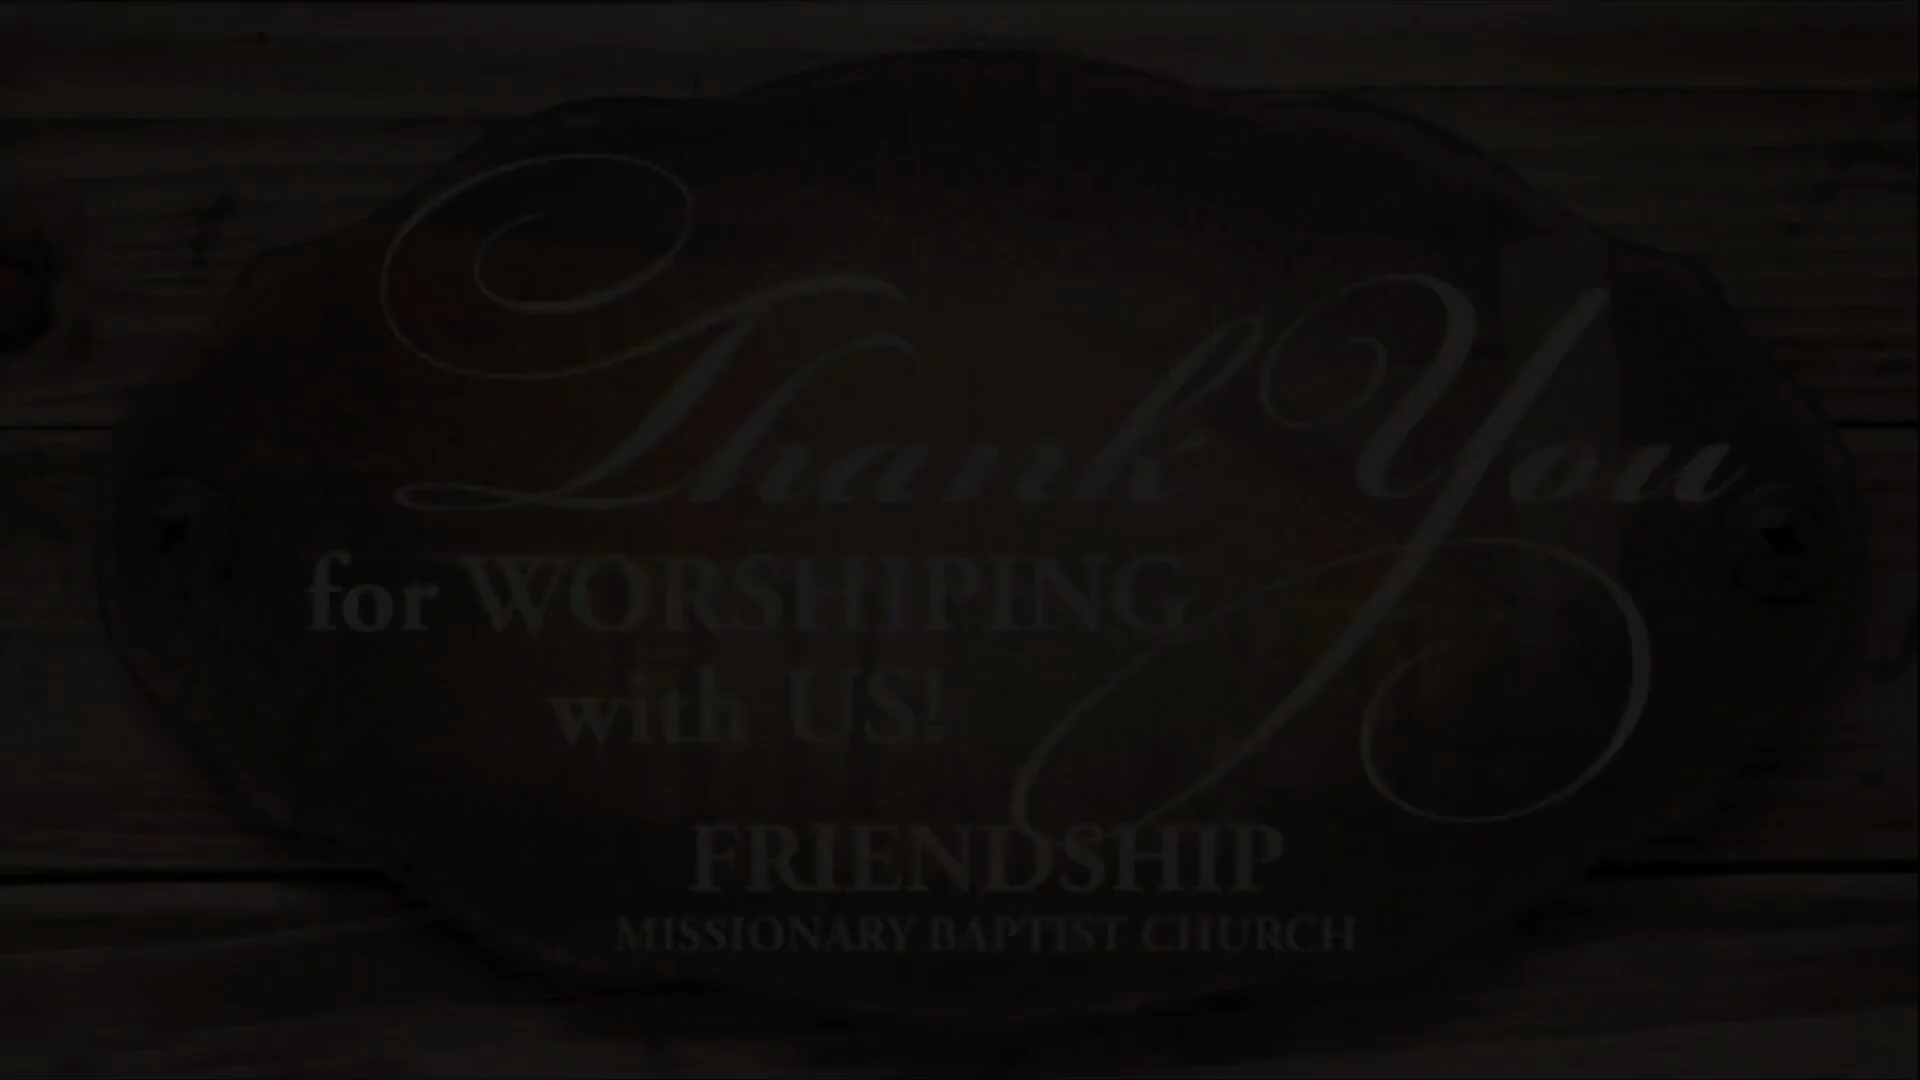 Thank You
for WORSHIPING
with US!
FRIENDSHIP
MISSIONARY BAPTIST CHURCH